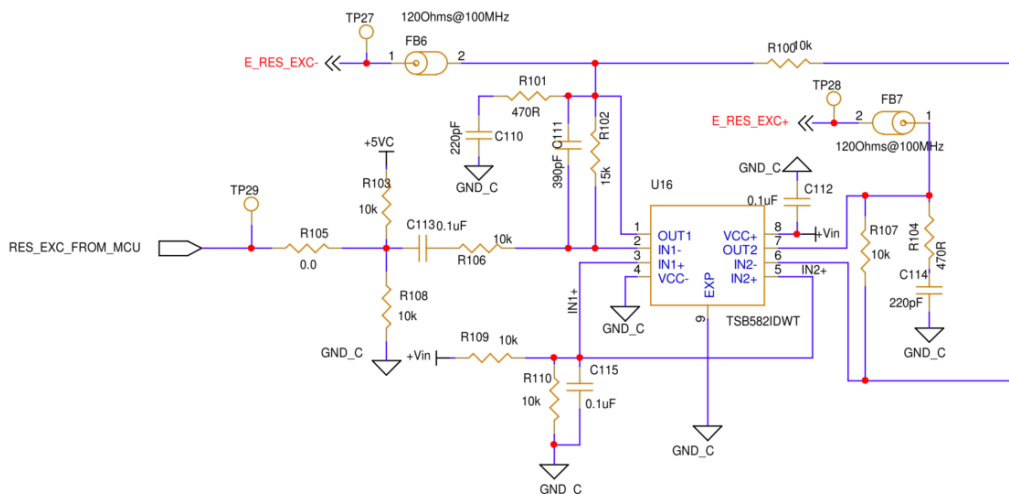 TP27
120Ohms@100MHz
FB6
1
2
E_RES_EXC-
R100
10k
R101
470R
220pF
C110
GND_C
390pF
C111
R102
15k
TP28
FB7
E_RES_EXC+
2
1
120Ohms@100MHz
GND_C
C112
0.1uF
+5VC
R103
10k
TP29
RES_EXC_FROM_MCU
R105
0.0
C113
0.1uF
R106
10k
R108
10k
GND_C
U16
1
OUT1
2
IN1-
3
IN1+
4
VCC-
EXP
9
VCC+
8
+Vin
OUT2
7
IN2-
6
IN2+
5
IN2+
TSB582IDWT
IN1+
GND_C
R107
10k
R104
470R
C114
220pF
GND_C
+Vin
R109
10k
R110
10k
C115
0.1uF
GND_C
GND_C